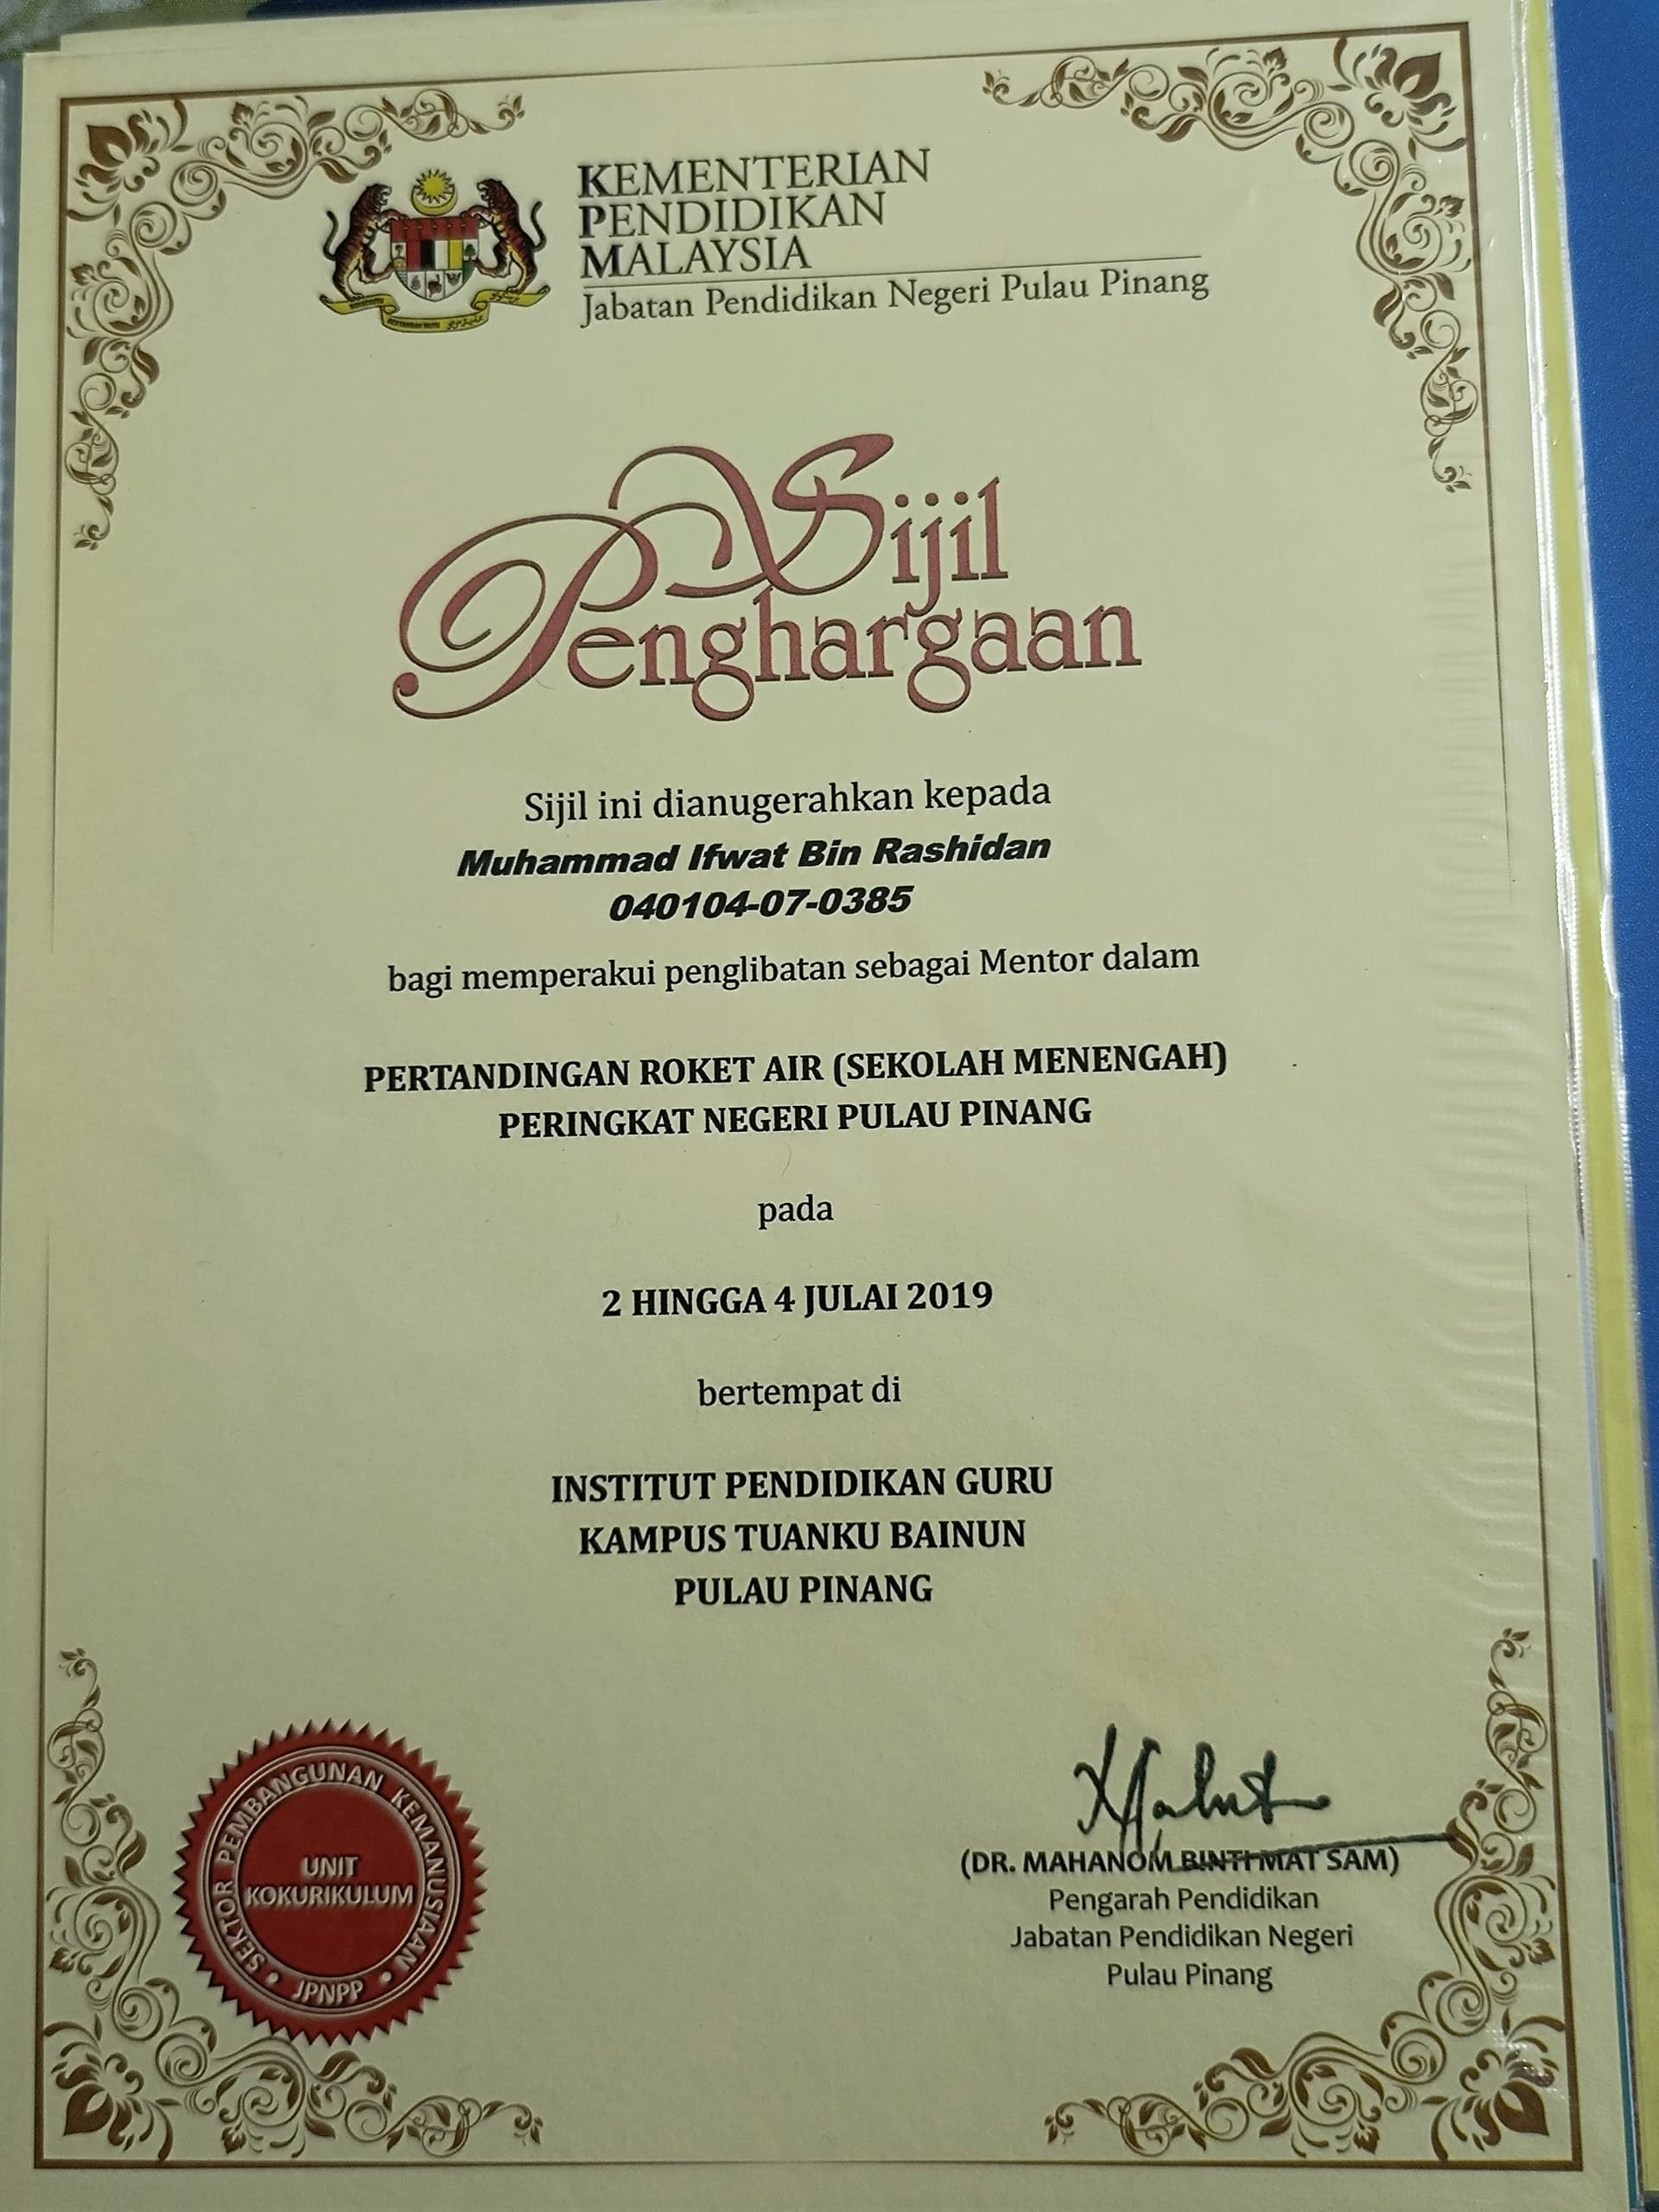 KEMENTERIAN
PENDIDIKAN
MALAYSIA
Jabatan Pendidikan Negeri Pulau Pinang
Sijil
Penghargaan
Sijil ini dianugerahkan kepada
Muhammad Ifwat Bin Rashidan
040104-07-0385
bagi memperakui penglibatan sebagai Mentor dalam
PERTANDINGAN ROKET AIR (SEKOLAH MENENGAH)
PERINGKAT NEGERI PULAU PINANG
pada
2 HINGGA 4 JULAI 2019
bertempat di
INSTITUT PENDIDIKAN GURU
KAMPUS TUANKU BAINUN
PULAU PINANG
SEKTOR PEMBANGUNAN KEMANUSIAAN
UNIT
KOKURIKULUM
JPNPP
(DR. MAHANOM BINTI MAT SAM)
Pengarah Pendidikan
Jabatan Pendidikan Negeri
Pulau Pinang